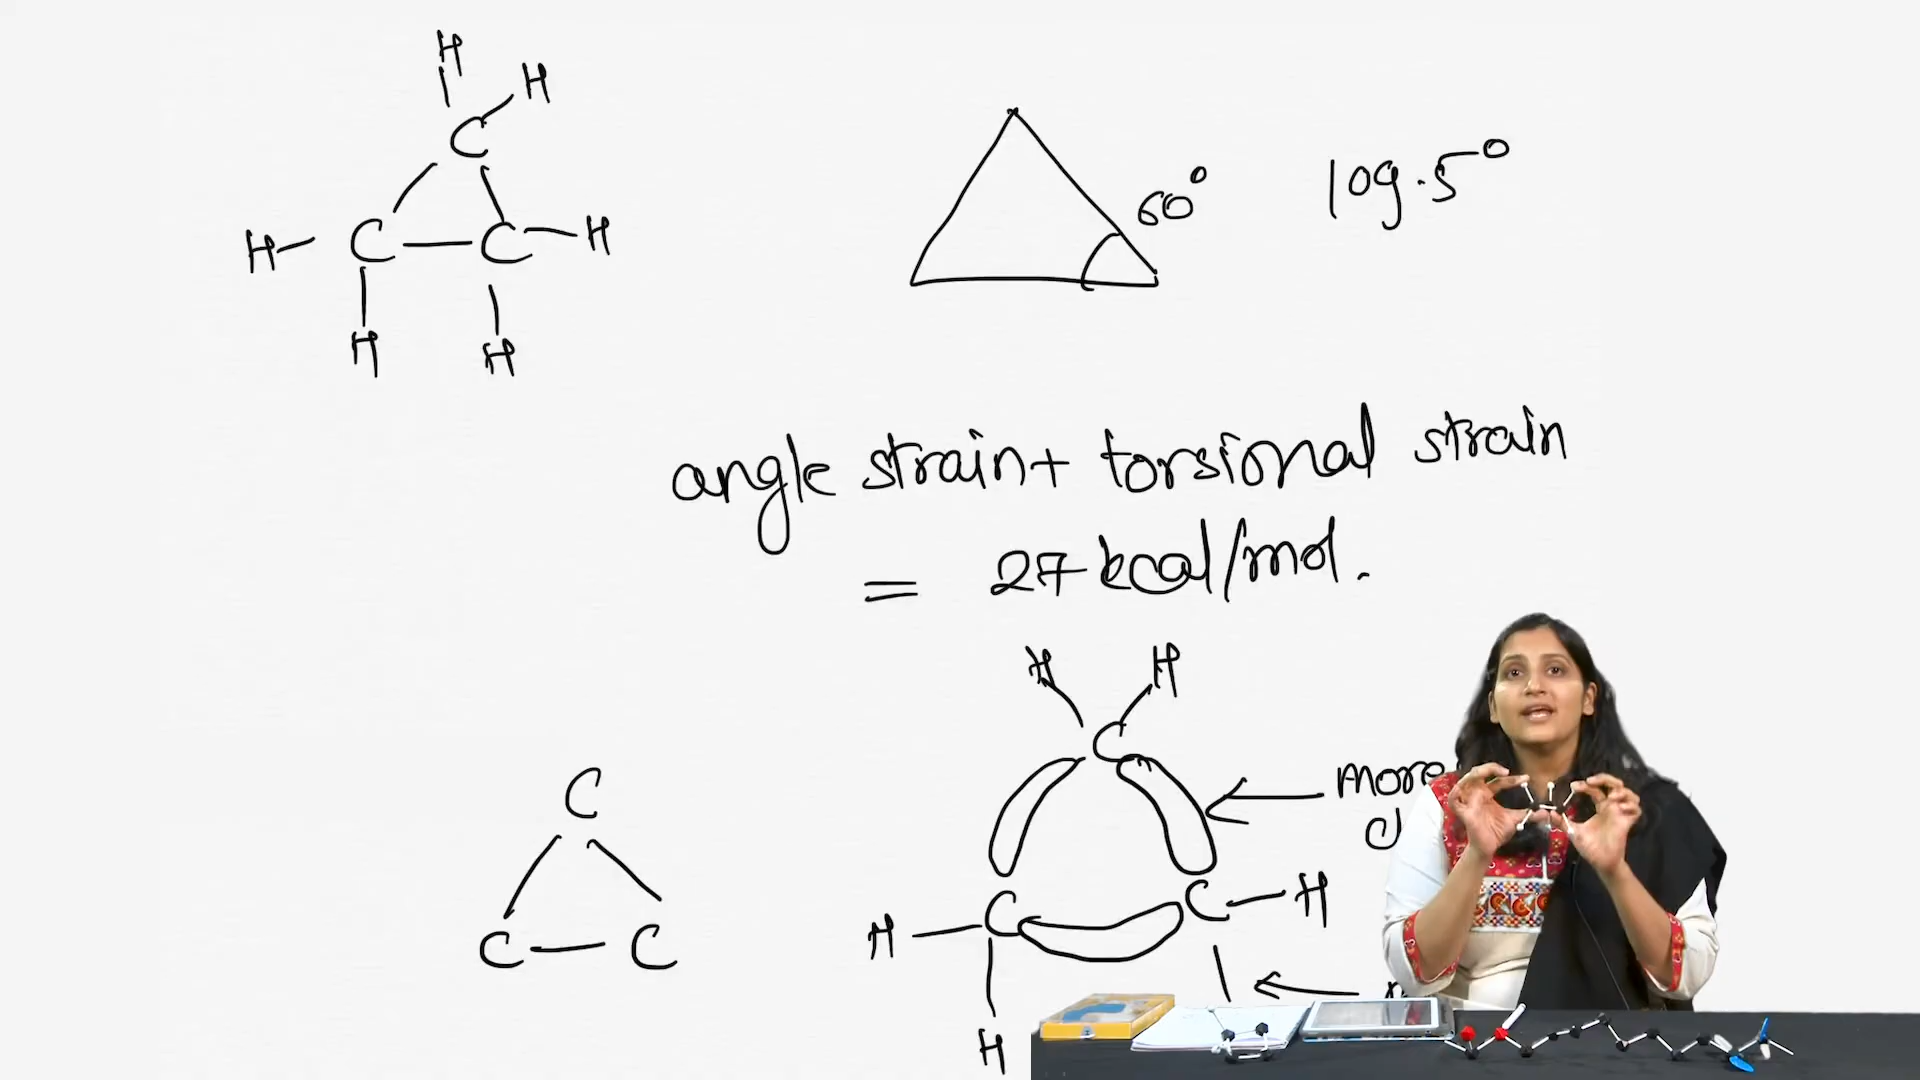 H
H
C
60°
109.5°
H C C H
H H
angle strain + torsional strain
= 27 kcal/mol.
H H
C
C
more
C H
H C
C C
H